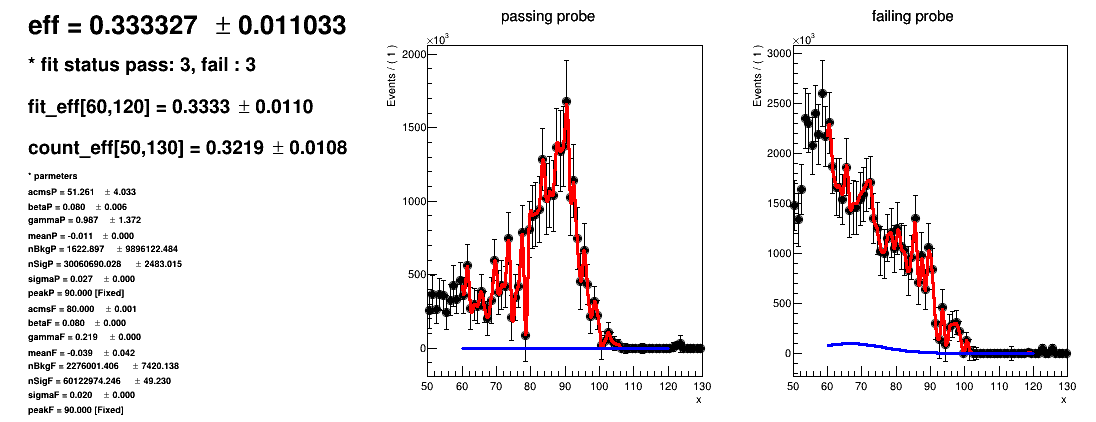 eff = 0.333327 ± 0.011033
* fit status pass: 3, fail : 3
fit_eff[60,120] = 0.3333 ± 0.0110
count_eff[50,130] = 0.3219 ± 0.0108
* parmeters
acmsP = 51.261 ± 4.033
betaP = 0.080 ± 0.006
gammaP = 0.987 ± 1.372
meanP = -0.011 ± 0.000
nBkgP = 1622.897 ± 9896122.484
nSigP = 30060690.028 ± 2483.015
sigmaP = 0.027 ± 0.000
peakP = 90.000 [Fixed]
acmsF = 80.000 ± 0.001
betaF = 0.080 ± 0.000
gammaF = 0.219 ± 0.000
meanF = -0.039 ± 0.042
nBkgF = 2276001.406 ± 7420.138
nSigF = 60122974.246 ± 49.230
sigmaF = 0.020 ± 0.000
peakF = 90.000 [Fixed]
passing probe
×10³
Events / ( 1 )
2000
1500
1000
500
0
50 60 70 80 90 100 110 120 130
x
failing probe
×10³
Events / ( 1 )
3000
2500
2000
1500
1000
500
0
50 60 70 80 90 100 110 120 130
x